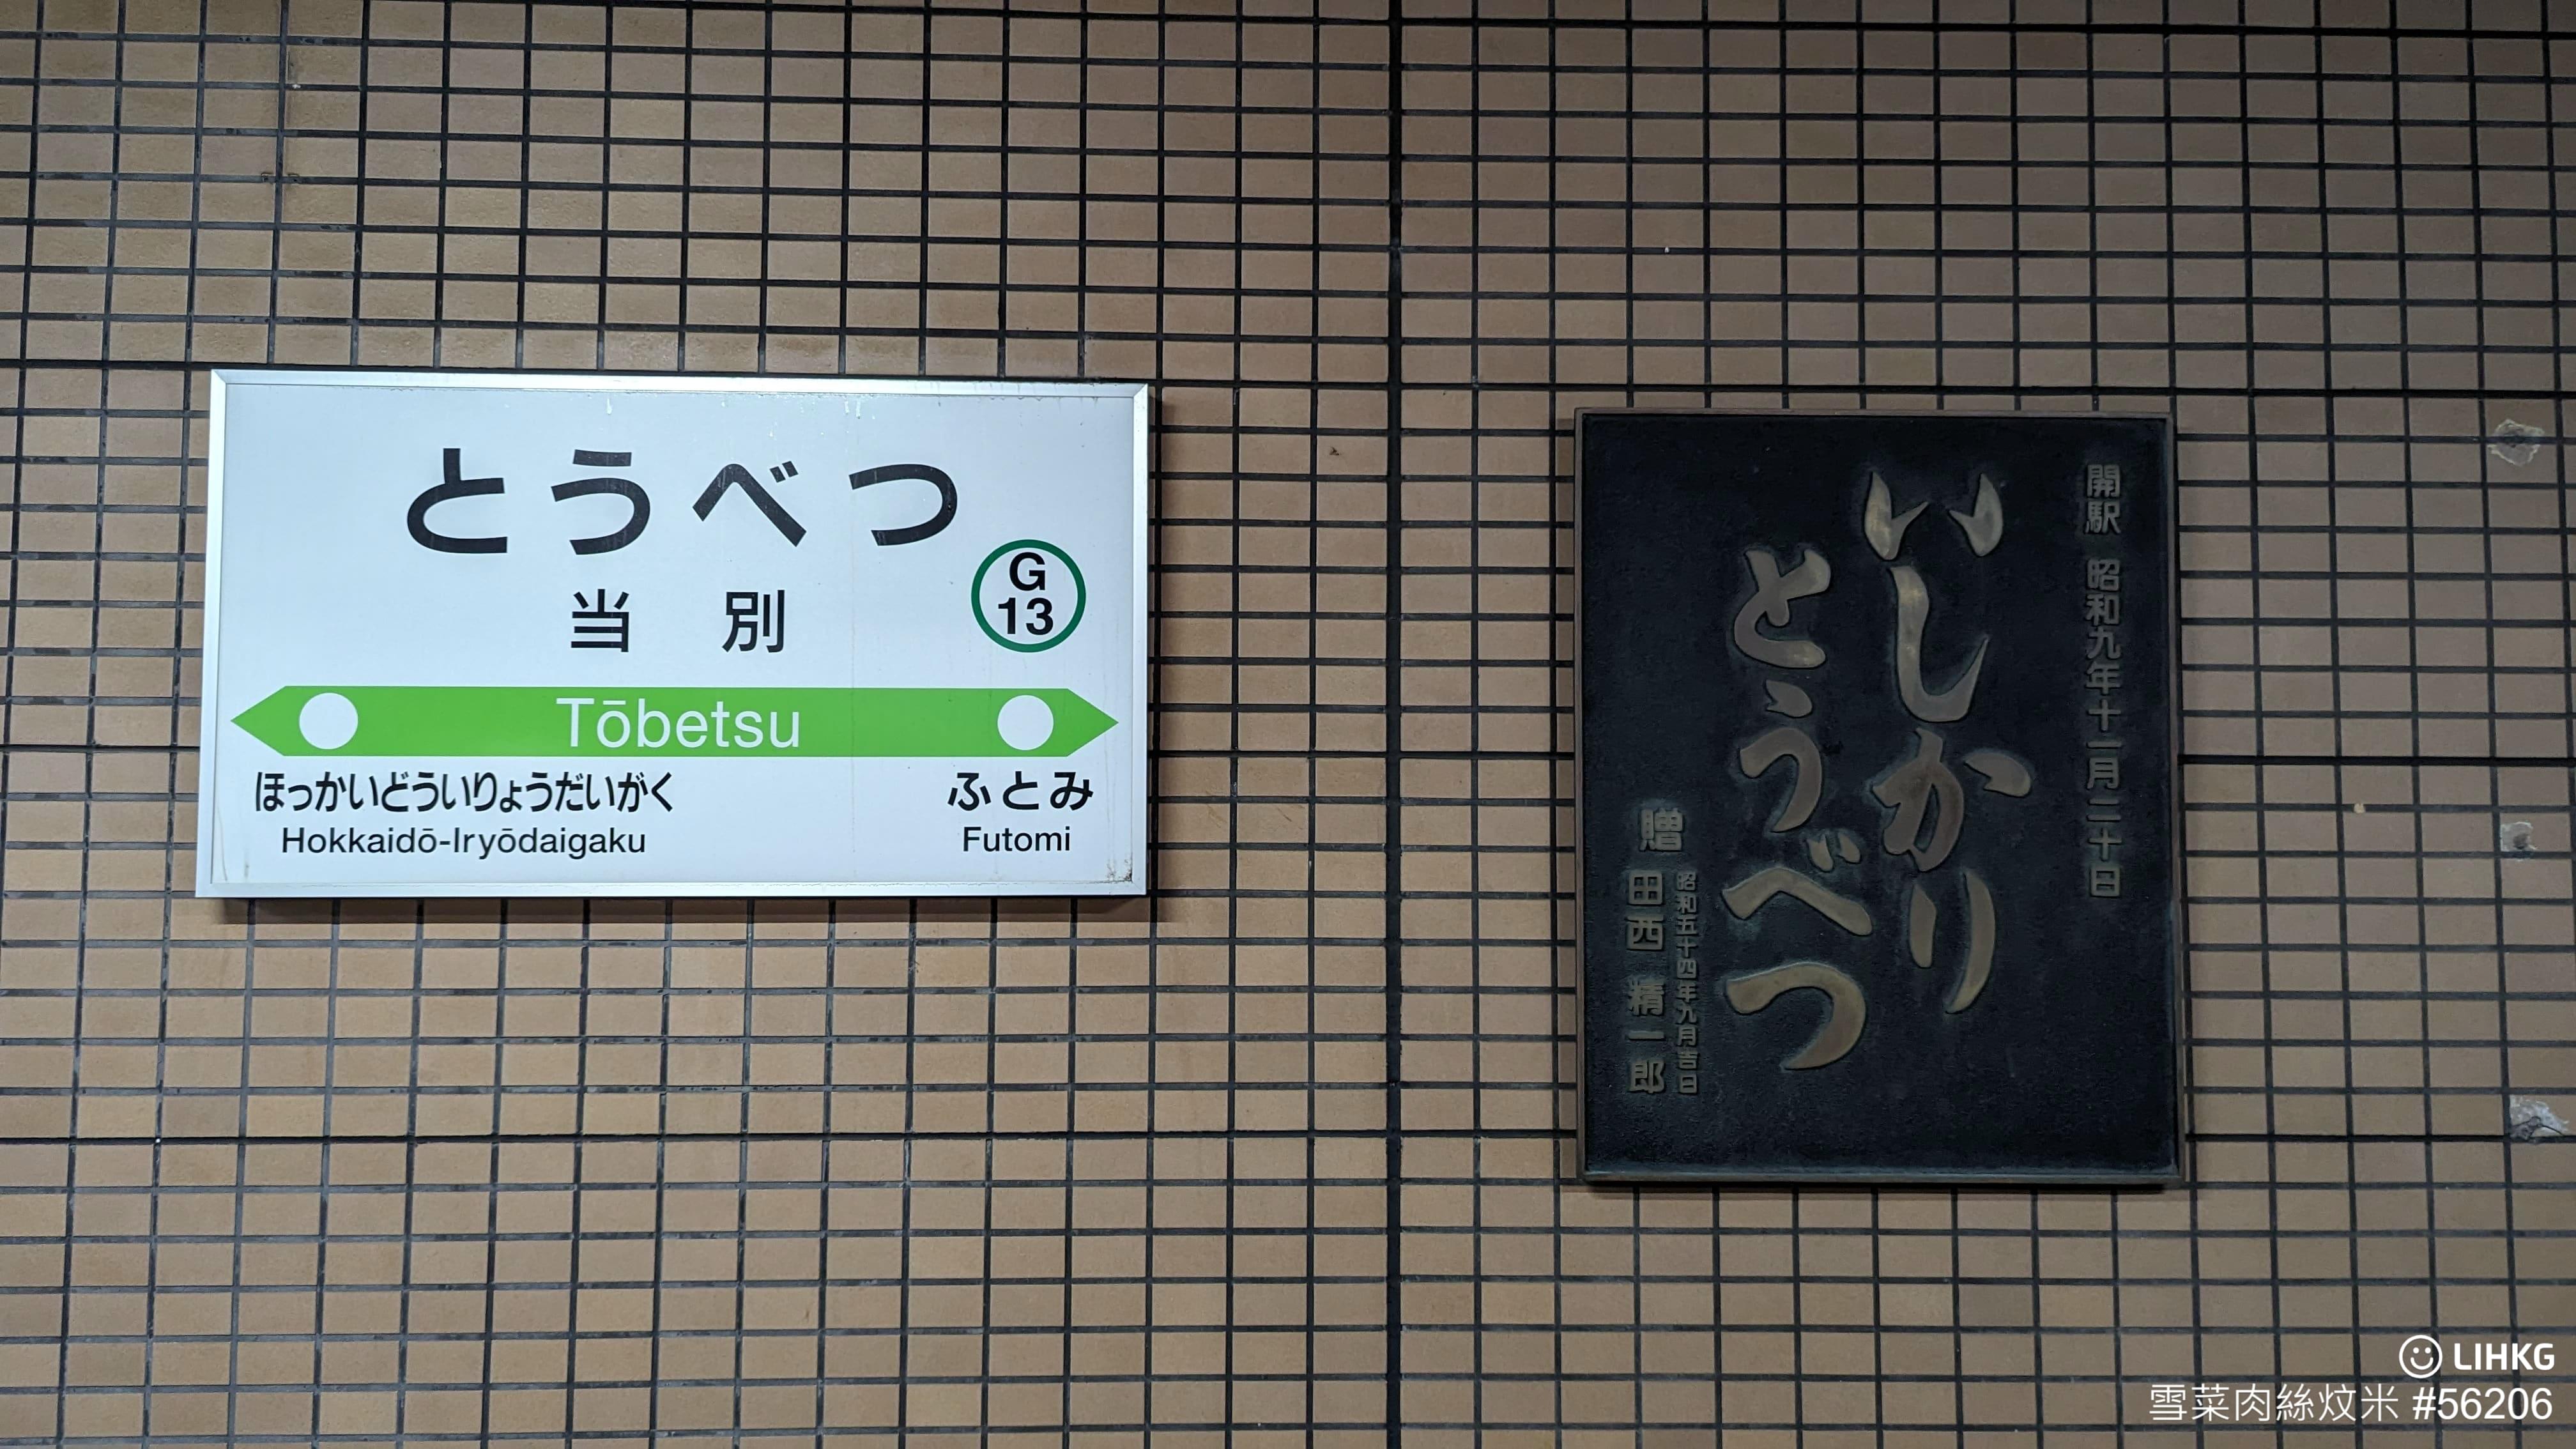 とうべつ
当別
G
13
Tōbetsu
ほっかいどういりょうだいがく
Hokkaidō-Iryōdaigaku
ふとみ
Futomi
開駅 昭和九年十一月二十日
いしかり
とうべつ
昭和五十四年九月吉日
贈 田西 精一郎
LIHKG
雪菜肉絲炆米 #56206